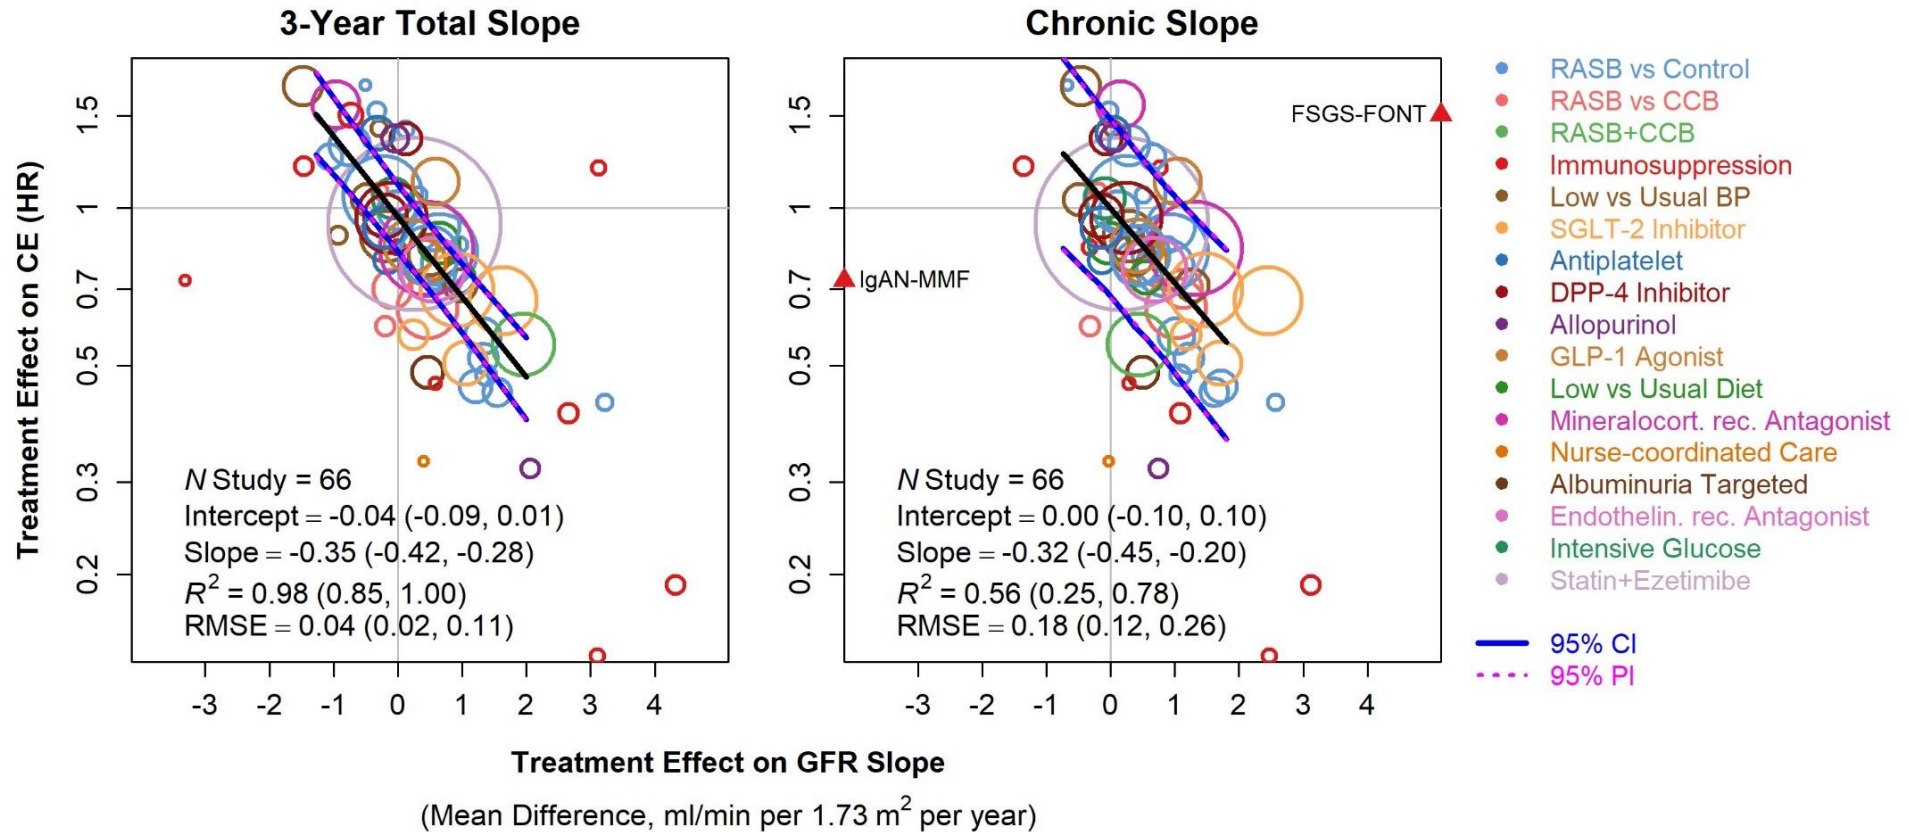 3-Year Total Slope
Chronic Slope
Treatment Effect on CE (HR)
1.5
1
0.7
0.5
0.3
0.2
N Study = 66
Intercept = -0.04 (-0.09, 0.01)
Slope = -0.35 (-0.42, -0.28)
R² = 0.98 (0.85, 1.00)
RMSE = 0.04 (0.02, 0.11)
-3 -2 -1 0 1 2 3 4
1.5
1
0.7
0.5
0.3
0.2
FSGS-FONT
IgAN-MMF
N Study = 66
Intercept = 0.00 (-0.10, 0.10)
Slope = -0.32 (-0.45, -0.20)
R² = 0.56 (0.25, 0.78)
RMSE = 0.18 (0.12, 0.26)
-3 -2 -1 0 1 2 3 4
RASB vs Control
RASB vs CCB
RASB+CCB
Immunosuppression
Low vs Usual BP
SGLT-2 Inhibitor
Antiplatelet
DPP-4 Inhibitor
Allopurinol
GLP-1 Agonist
Low vs Usual Diet
Mineralocort. rec. Antagonist
Nurse-coordinated Care
Albuminuria Targeted
Endothelin. rec. Antagonist
Intensive Glucose
Statin+Ezetimibe
95% CI
95% PI
Treatment Effect on GFR Slope
(Mean Difference, ml/min per 1.73 m² per year)